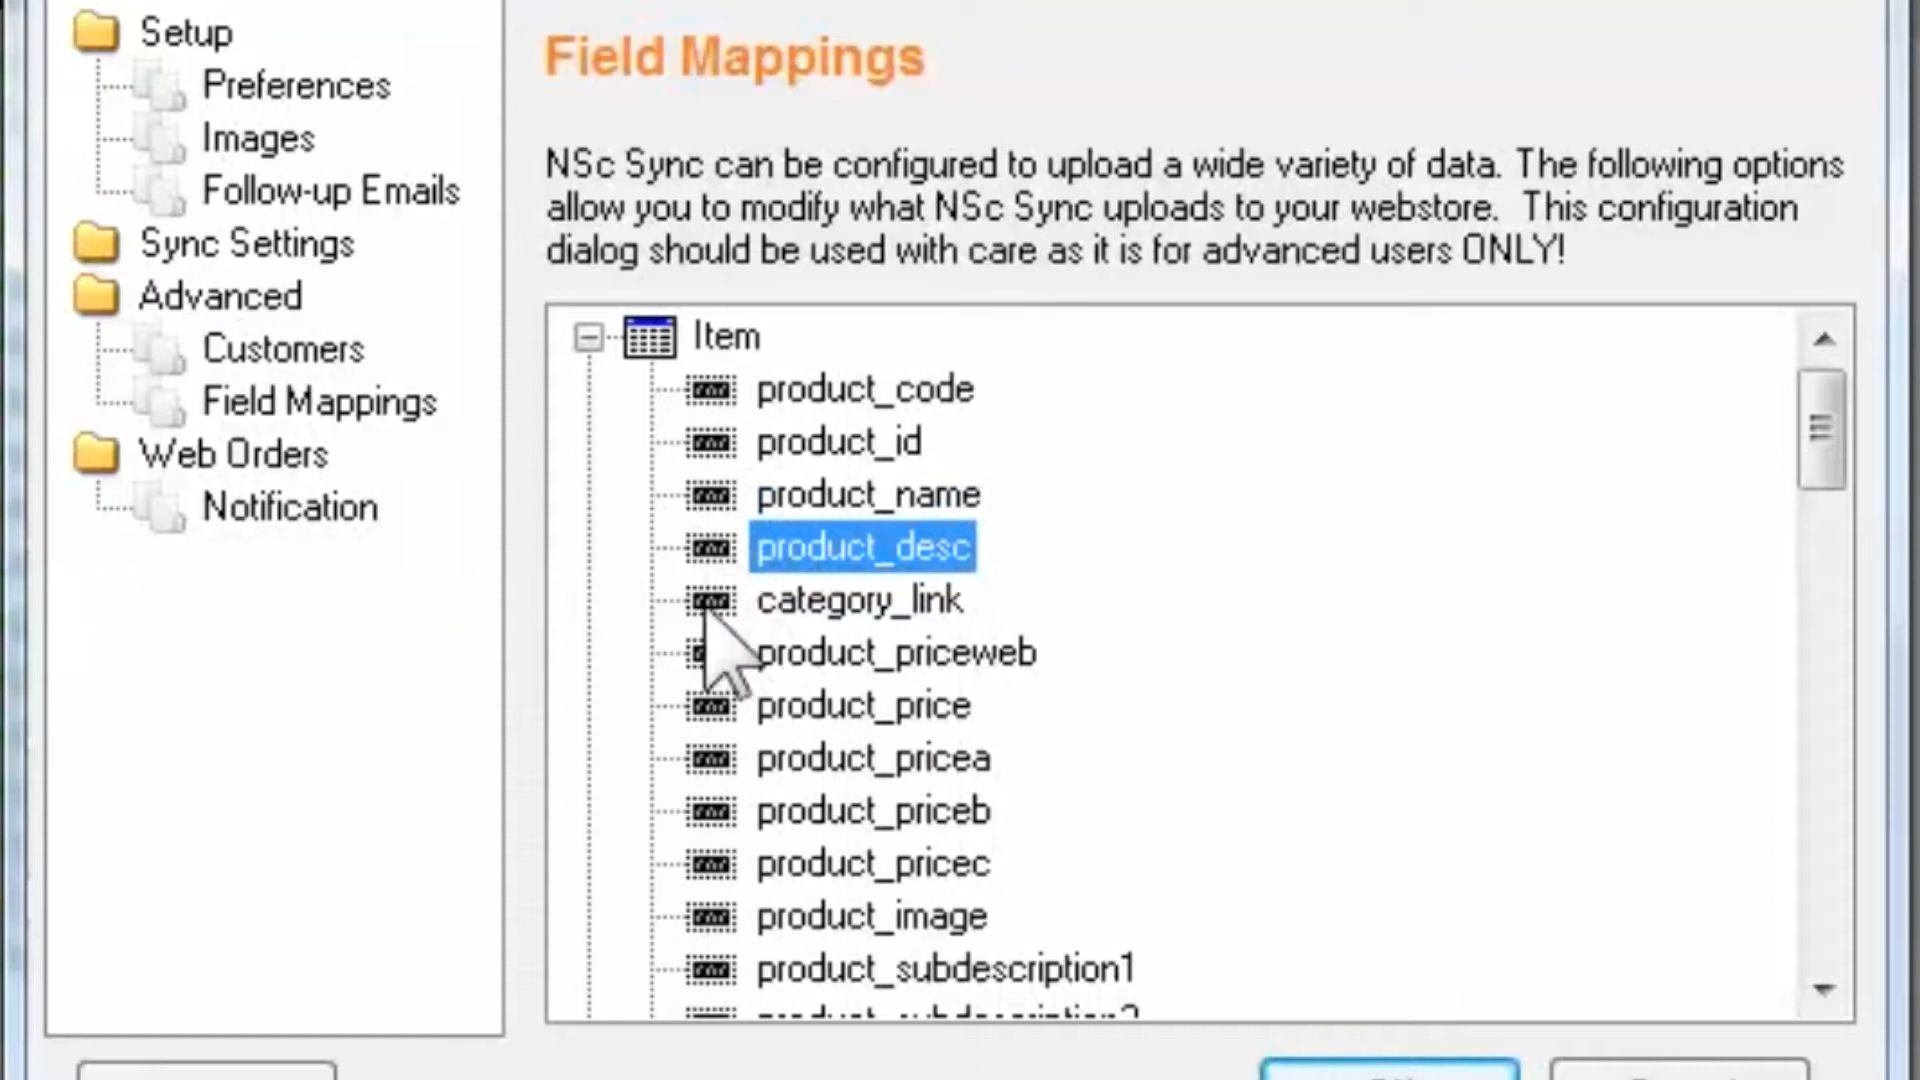 Setup
Preferences
Images
Follow-up Emails
Sync Settings
Advanced
Customers
Field Mappings
Web Orders
Notification
Field Mappings
NSc Sync can be configured to upload a wide variety of data. The following options
allow you to modify what NSc Sync uploads to your webstore. This configuration
dialog should be used with care as it is for advanced users ONLY!
Item
product_code
product_id
product_name
product_desc
category_link
product_priceweb
product_price
product_pricea
product_priceb
product_pricec
product_image
product_subdescription1